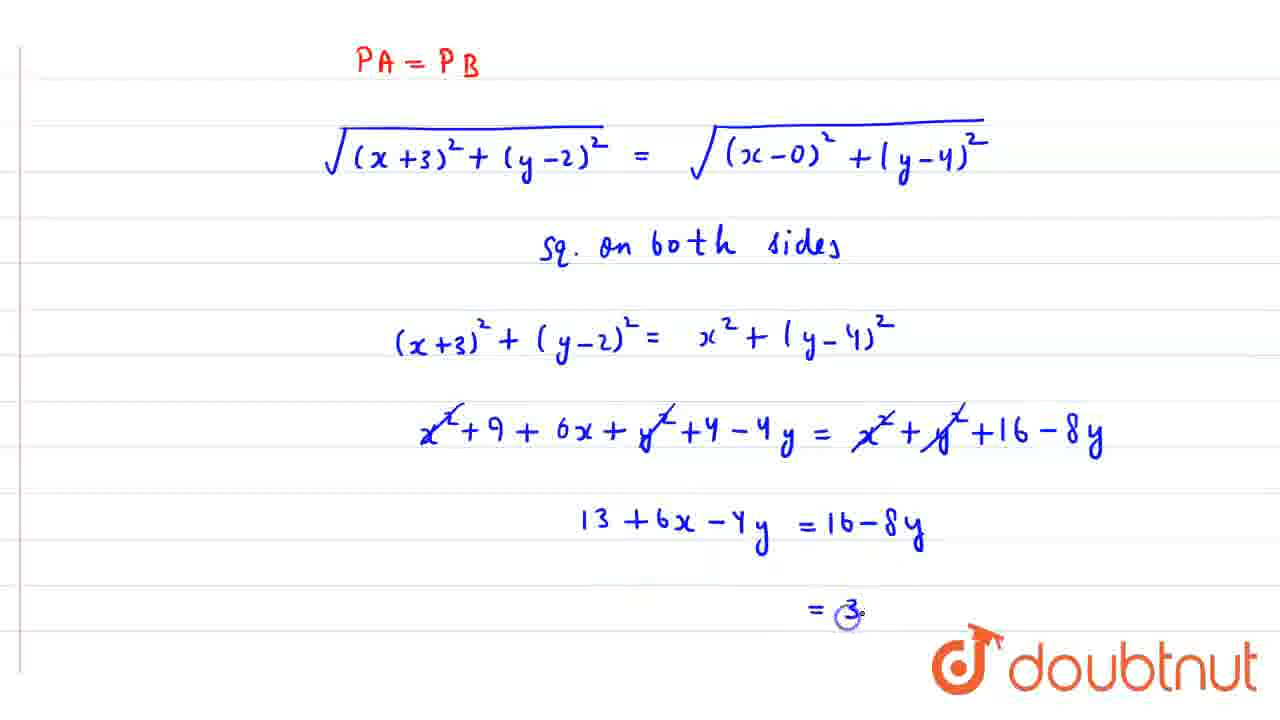 PA = PB
√(x+3)² + (y-2)² = √(x-0)² + (y-4)²
sq. on both sides
(x+3)² + (y-2)² = x² + (y-4)²
x² + 9 + 6x + y² + 4 - 4y = x² + y² + 16 - 8y
13 + 6x - 4y = 16 - 8y
= 3
doubtnut